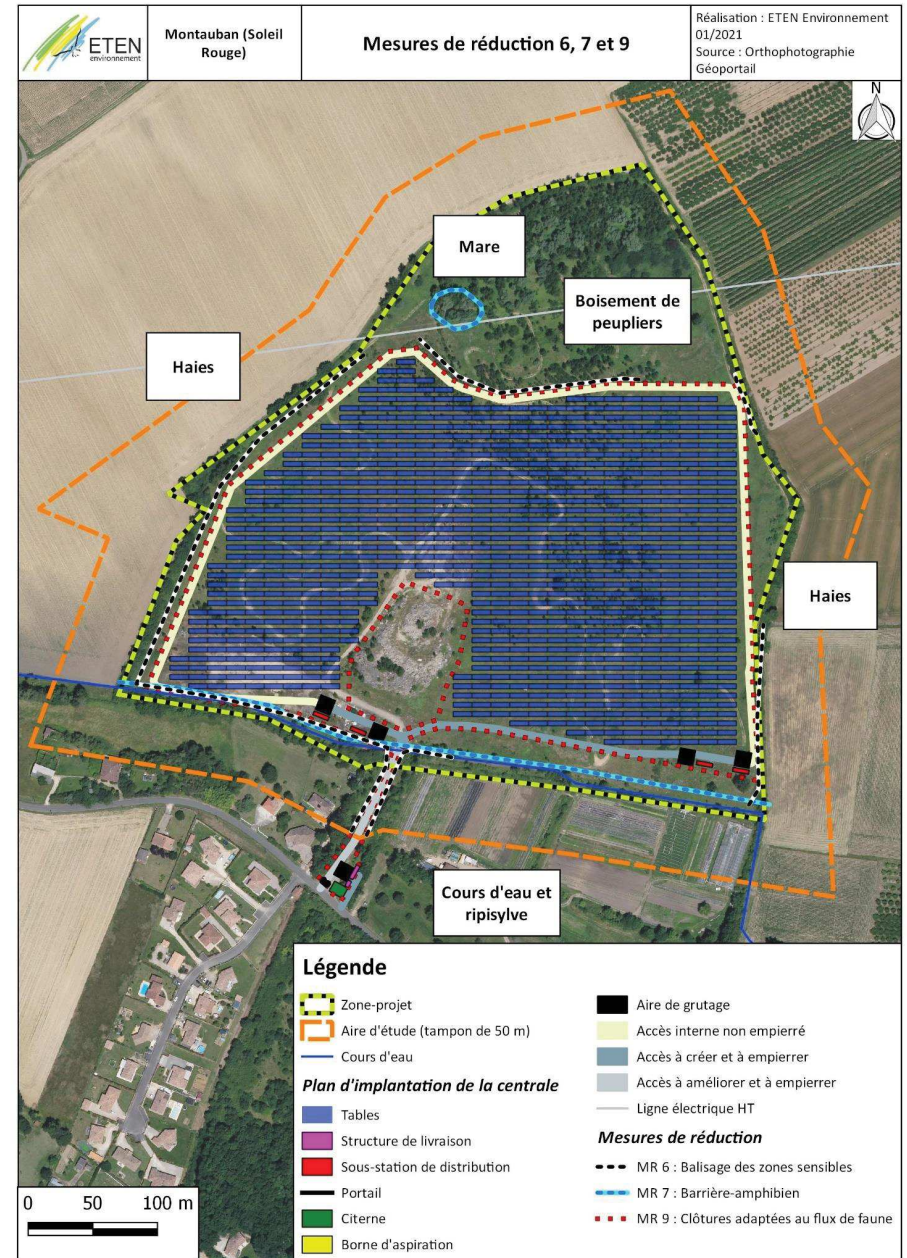 ETEN
environnement
Montauban (Soleil
Rouge)
Mesures de réduction 6, 7 et 9
Réalisation : ETEN Environnement
01/2021
Source : Orthophotographie
Géoportail
N
Mare
Boisement de
peupliers
Haies
Haies
Cours d'eau et
ripisylve
Légende
Zone-projet
Aire d'étude (tampon de 50 m)
Cours d'eau
Plan d'implantation de la centrale
Tables
Structure de livraison
Sous-station de distribution
Portail
Citerne
Borne d'aspiration
Aire de grutage
Accès interne non empierré
Accès à créer et à empierrer
Accès à améliorer et à empierrer
Ligne électrique HT
Mesures de réduction
MR 6 : Balisage des zones sensibles
MR 7 : Barrière-amphibien
MR 9 : Clôtures adaptées au flux de faune
0 50 100 m